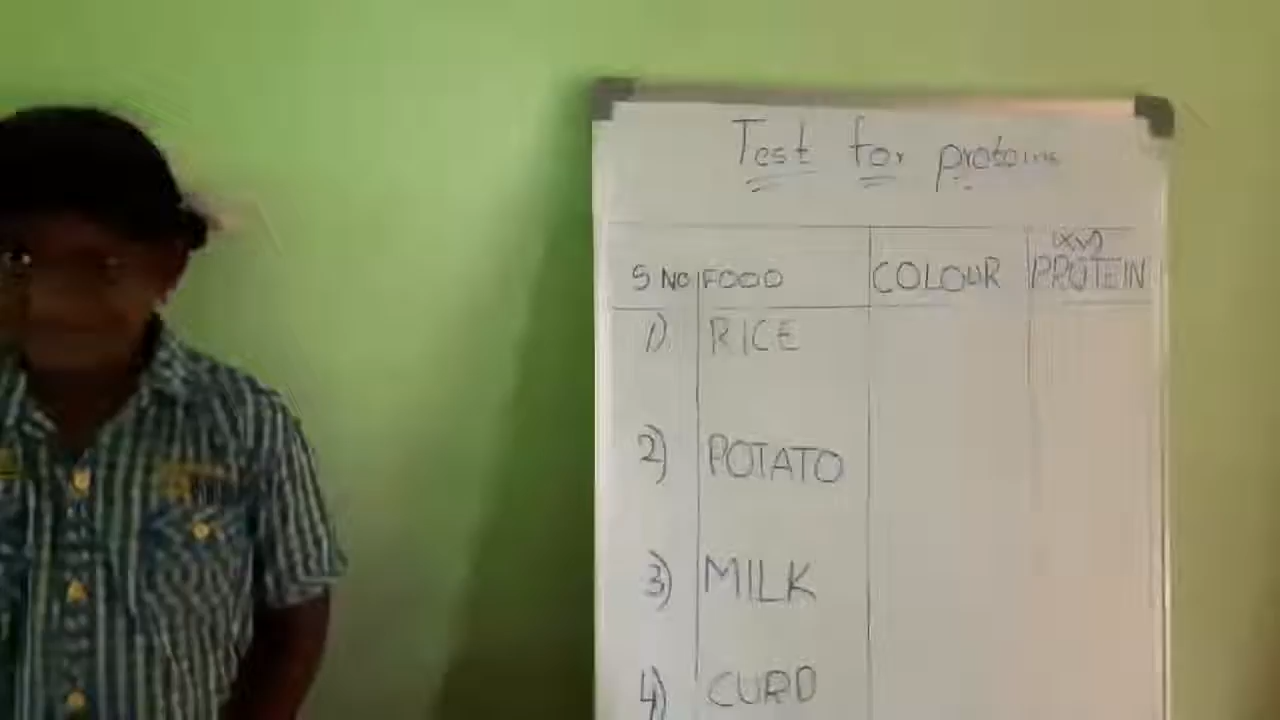 Test for proteins
S NO FOOD COLOUR (X/✓) PROTEIN
1) RICE
2) POTATO
3) MILK
4) CURD